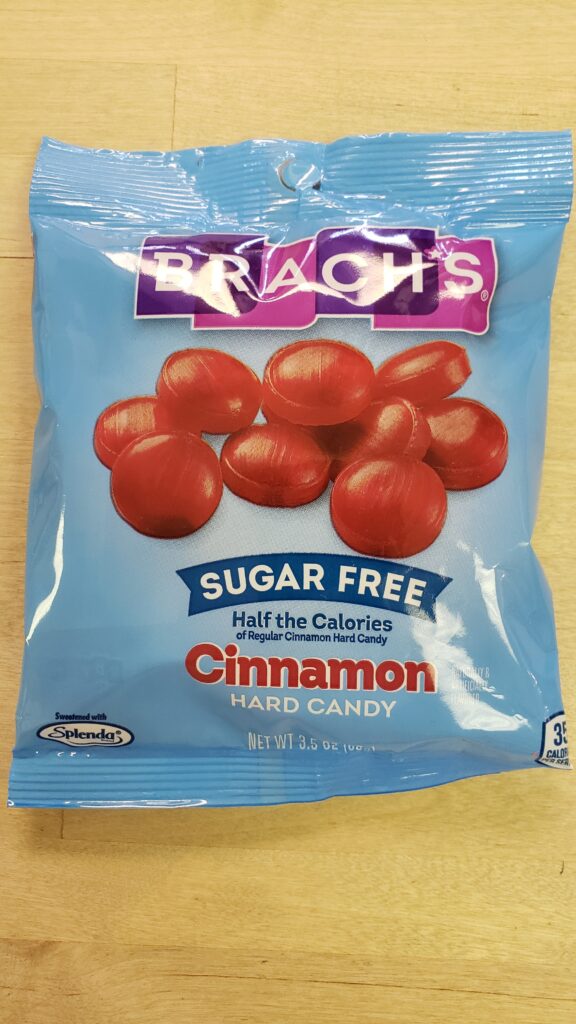 BRACH'S®
SUGAR FREE
Half the Calories
of Regular Cinnamon Hard Candy
Cinnamon
HARD CANDY
NET WT 3.5 OZ
Sweetened with
Splenda®
35
PER